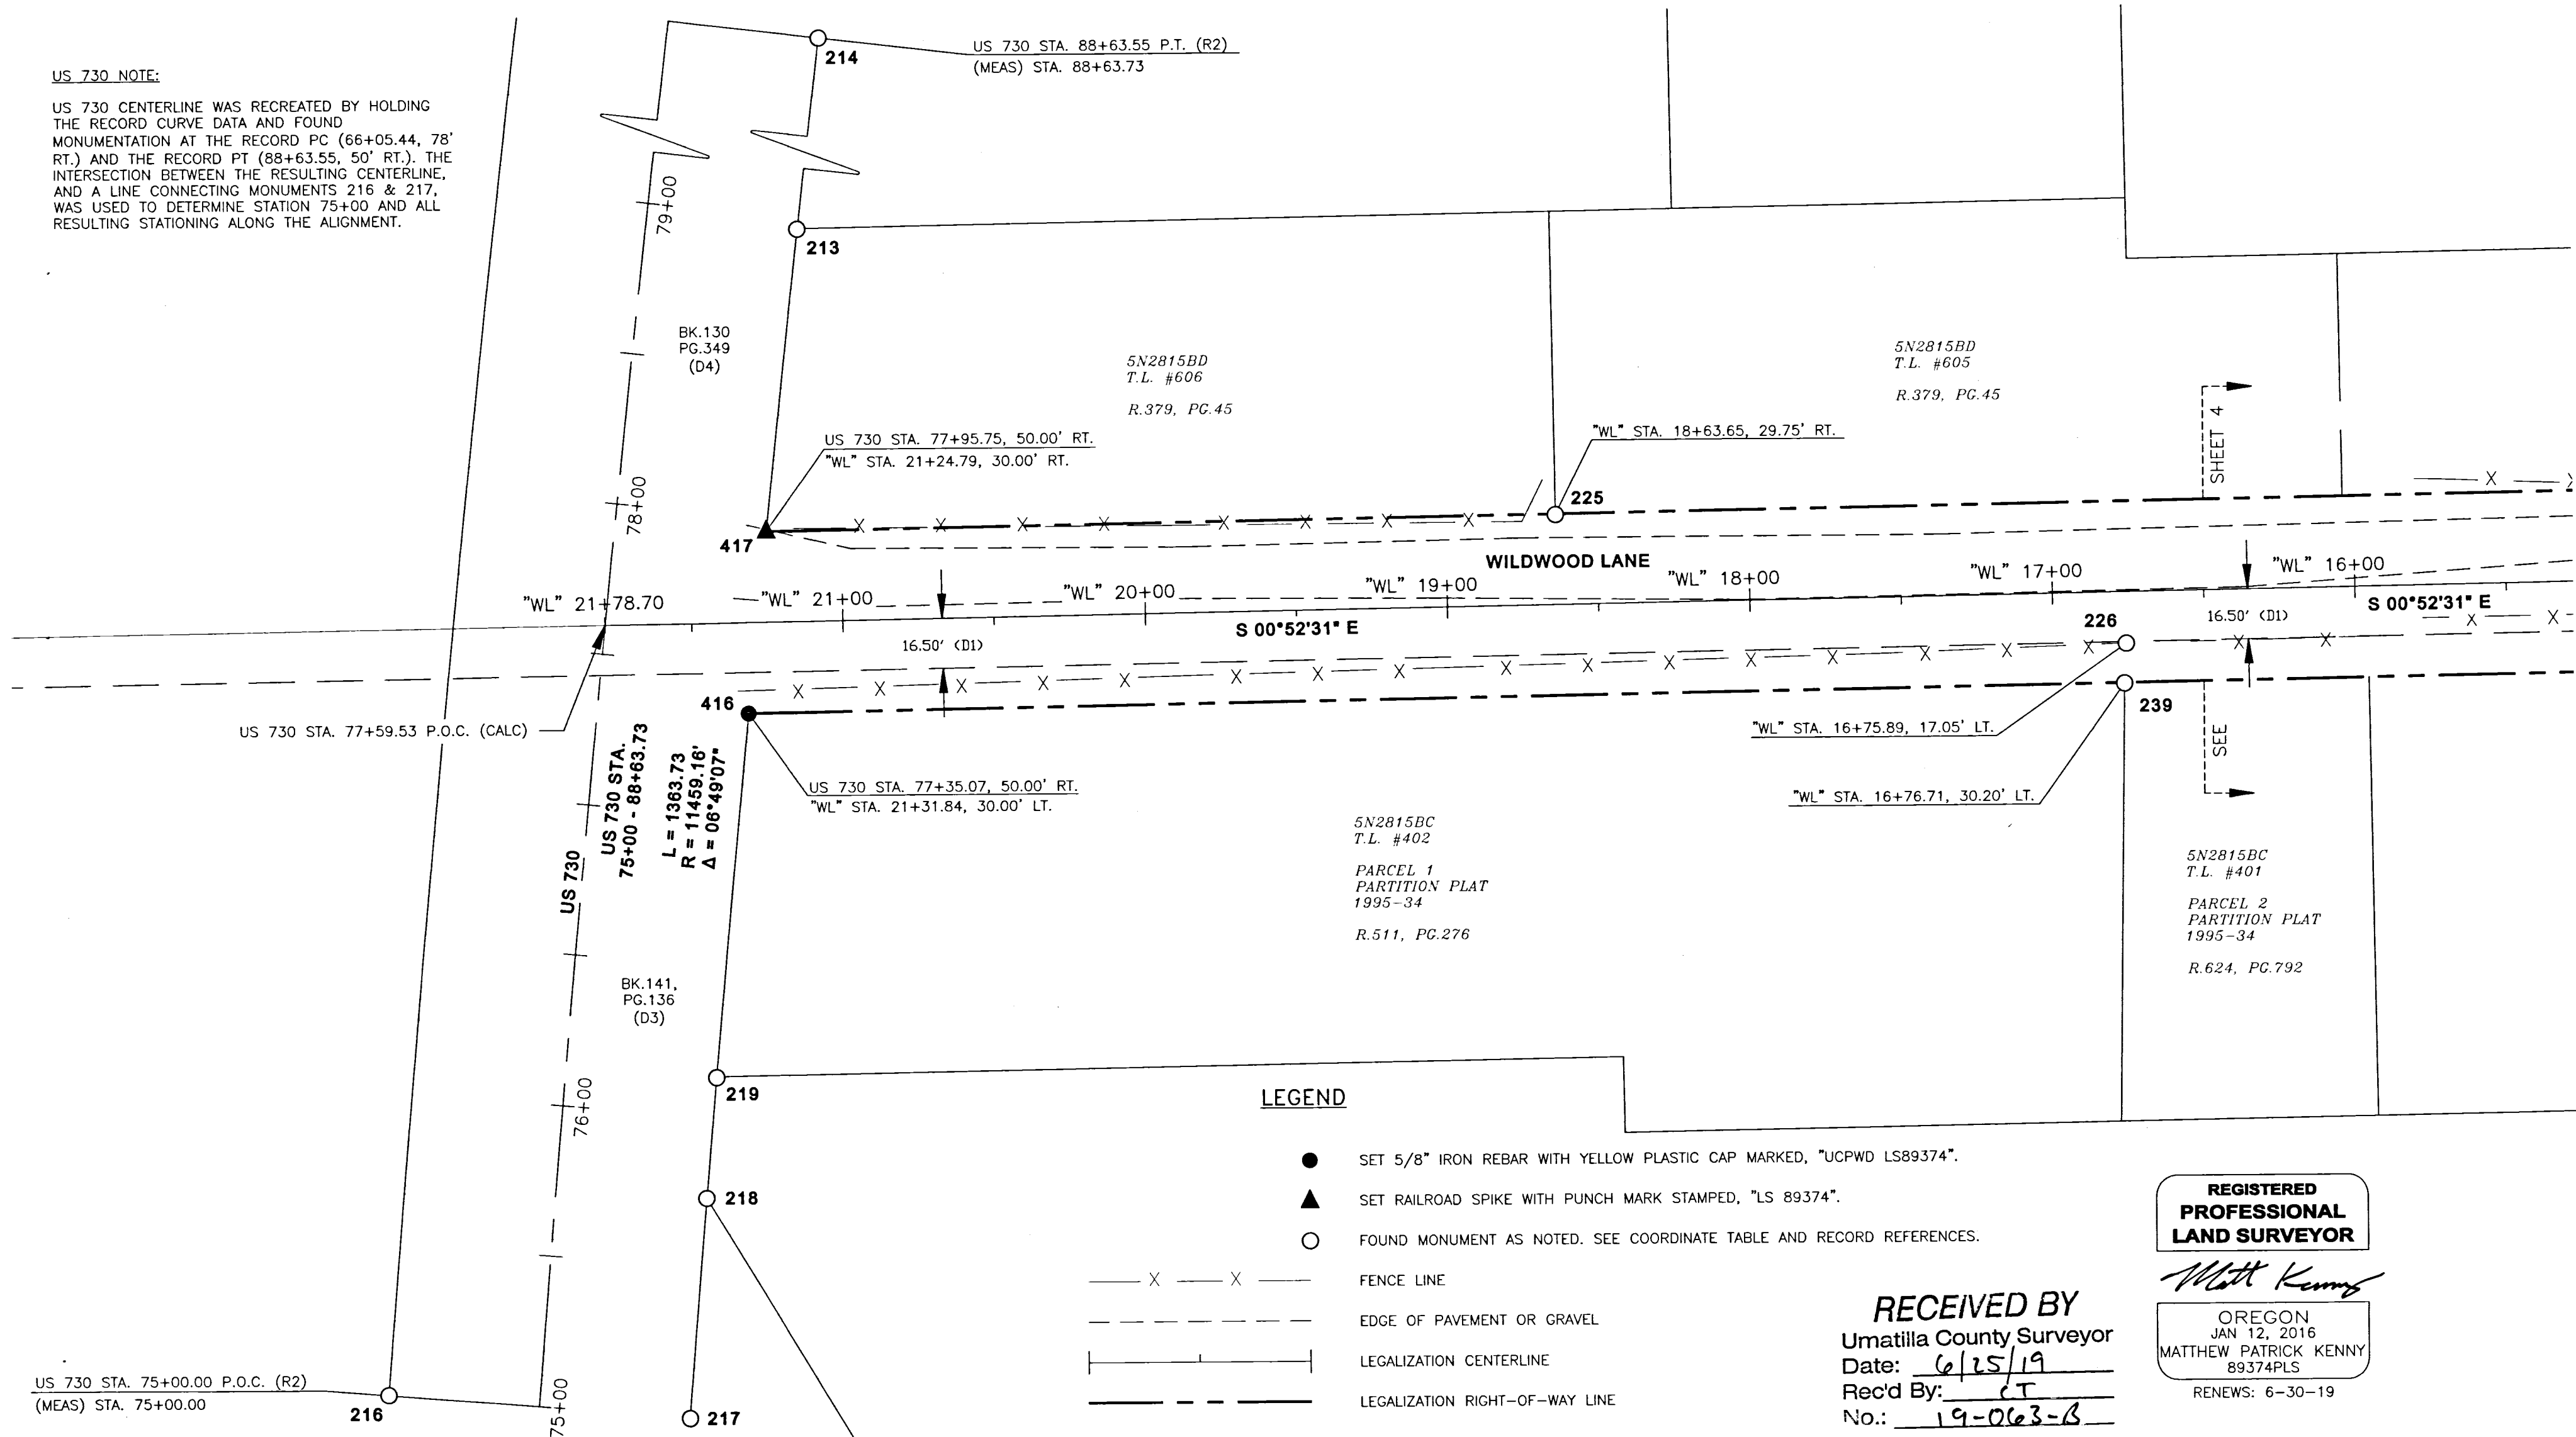 US 730 NOTE:
US 730 CENTERLINE WAS RECREATED BY HOLDING
THE RECORD CURVE DATA AND FOUND
MONUMENTATION AT THE RECORD PC (66+05.44, 78'
RT.) AND THE RECORD PT (88+63.55, 50' RT.). THE
INTERSECTION BETWEEN THE RESULTING CENTERLINE,
AND A LINE CONNECTING MONUMENTS 216 & 217,
WAS USED TO DETERMINE STATION 75+00 AND ALL
RESULTING STATIONING ALONG THE ALIGNMENT.
214
US 730 STA. 88+63.55 P.T. (R2)
(MEAS) STA. 88+63.73
79+00
213
BK.130
PG.349
(D4)
5N2815BD
T.L. #606
R.379, PG.45
5N2815BD
T.L. #605
R.379, PG.45
SHEET 4
US 730 STA. 77+95.75, 50.00' RT.
"WL" STA. 21+24.79, 30.00' RT.
"WL" STA. 18+63.65, 29.75' RT.
225
78+00
417
X X X X X X X X X X
WILDWOOD LANE
"WL" 21+78.70
"WL" 21+00
"WL" 20+00
"WL" 19+00
"WL" 18+00
"WL" 17+00
"WL" 16+00
S 00°52'31" E
S 00°52'31" E
16.50' (D1)
16.50' (D1)
226
X X X X X X X X X X X X X X X X X X X X
416
239
SEE
US 730 STA. 77+59.53 P.O.C. (CALC)
"WL" STA. 16+75.89, 17.05' LT.
"WL" STA. 16+76.71, 30.20' LT.
US 730 STA. 77+35.07, 50.00' RT.
"WL" STA. 21+31.84, 30.00' LT.
US 730 STA.
75+00 - 88+63.73
L = 1363.73
R = 11459.16'
Δ = 06°49'07"
US 730
5N2815BC
T.L. #402
PARCEL 1
PARTITION PLAT
1995-34
R.511, PG.276
5N2815BC
T.L. #401
PARCEL 2
PARTITION PLAT
1995-34
R.624, PG.792
BK.141,
PG.136
(D3)
76+00
219
218
217
US 730 STA. 75+00.00 P.O.C. (R2)
(MEAS) STA. 75+00.00
216
75+00
LEGEND
SET 5/8" IRON REBAR WITH YELLOW PLASTIC CAP MARKED, "UCPWD LS89374".
SET RAILROAD SPIKE WITH PUNCH MARK STAMPED, "LS 89374".
FOUND MONUMENT AS NOTED. SEE COORDINATE TABLE AND RECORD REFERENCES.
X X FENCE LINE
EDGE OF PAVEMENT OR GRAVEL
LEGALIZATION CENTERLINE
LEGALIZATION RIGHT-OF-WAY LINE
RECEIVED BY
Umatilla County Surveyor
Date: 6/25/19
Rec'd By: CT
No.: 19-063-B
REGISTERED
PROFESSIONAL
LAND SURVEYOR
Matt Kenny
OREGON
JAN 12, 2016
MATTHEW PATRICK KENNY
89374PLS
RENEWS: 6-30-19